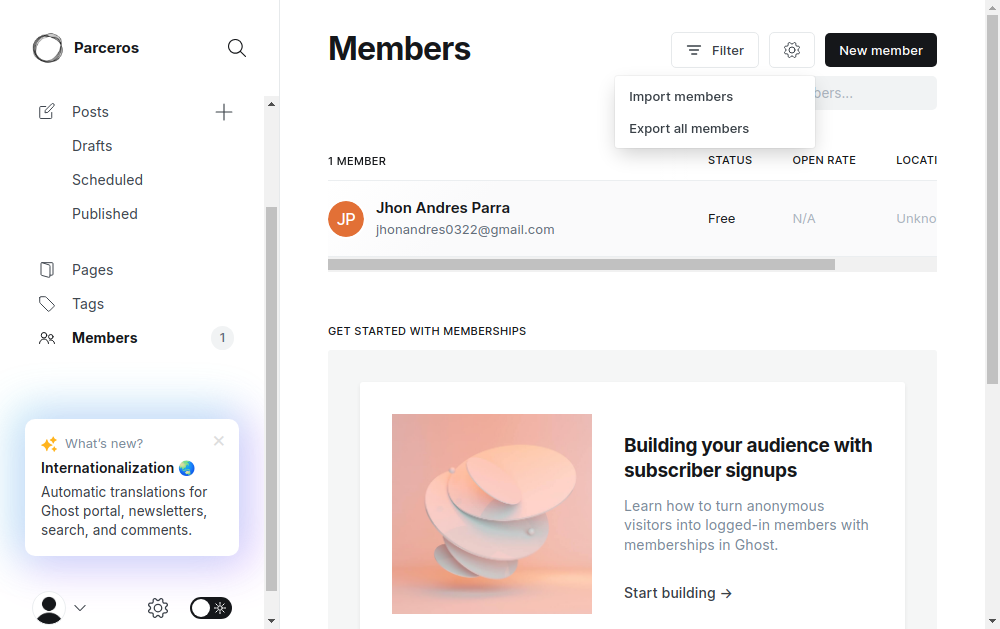 Parceros
Posts
Drafts
Scheduled
Published
Pages
Tags
Members
1
What's new?
Internationalization
Automatic translations for
Ghost portal, newsletters,
search, and comments.
Members
Filter
New member
Import members
Export all members
1 MEMBER
STATUS
OPEN RATE
JP
Jhon Andres Parra
jhonandres0322@gmail.com
Free
N/A
GET STARTED WITH MEMBERSHIPS
Building your audience with
subscriber signups
Learn how to turn anonymous
visitors into logged-in members with
memberships in Ghost.
Start building →